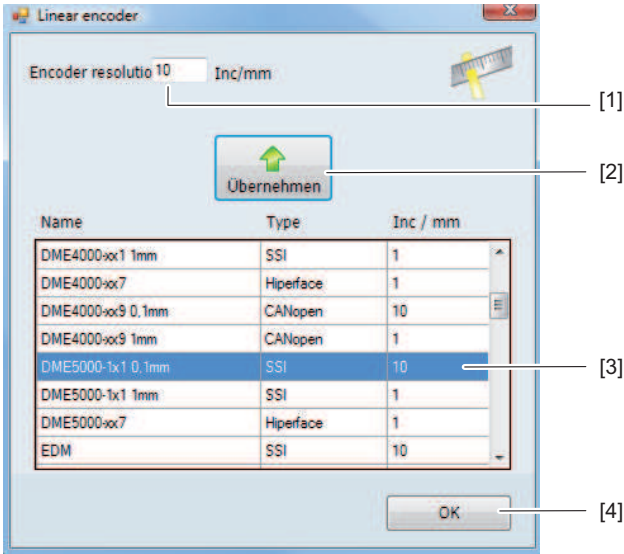 Linear encoder
Encoder resolutio 10 Inc/mm
[1]
Übernehmen
[2]
Name Type Inc / mm
DME4000-xx1 1mm SSI 1
DME4000-xx7 Hiperface 1
DME4000-xx9 0,1mm CANopen 10
DME4000-xx9 1mm CANopen 1
DME5000-1x1 0,1mm SSI 10
[3]
DME5000-1x1 1mm SSI 1
DME5000-xx7 Hiperface 1
EDM SSI 10
OK
[4]